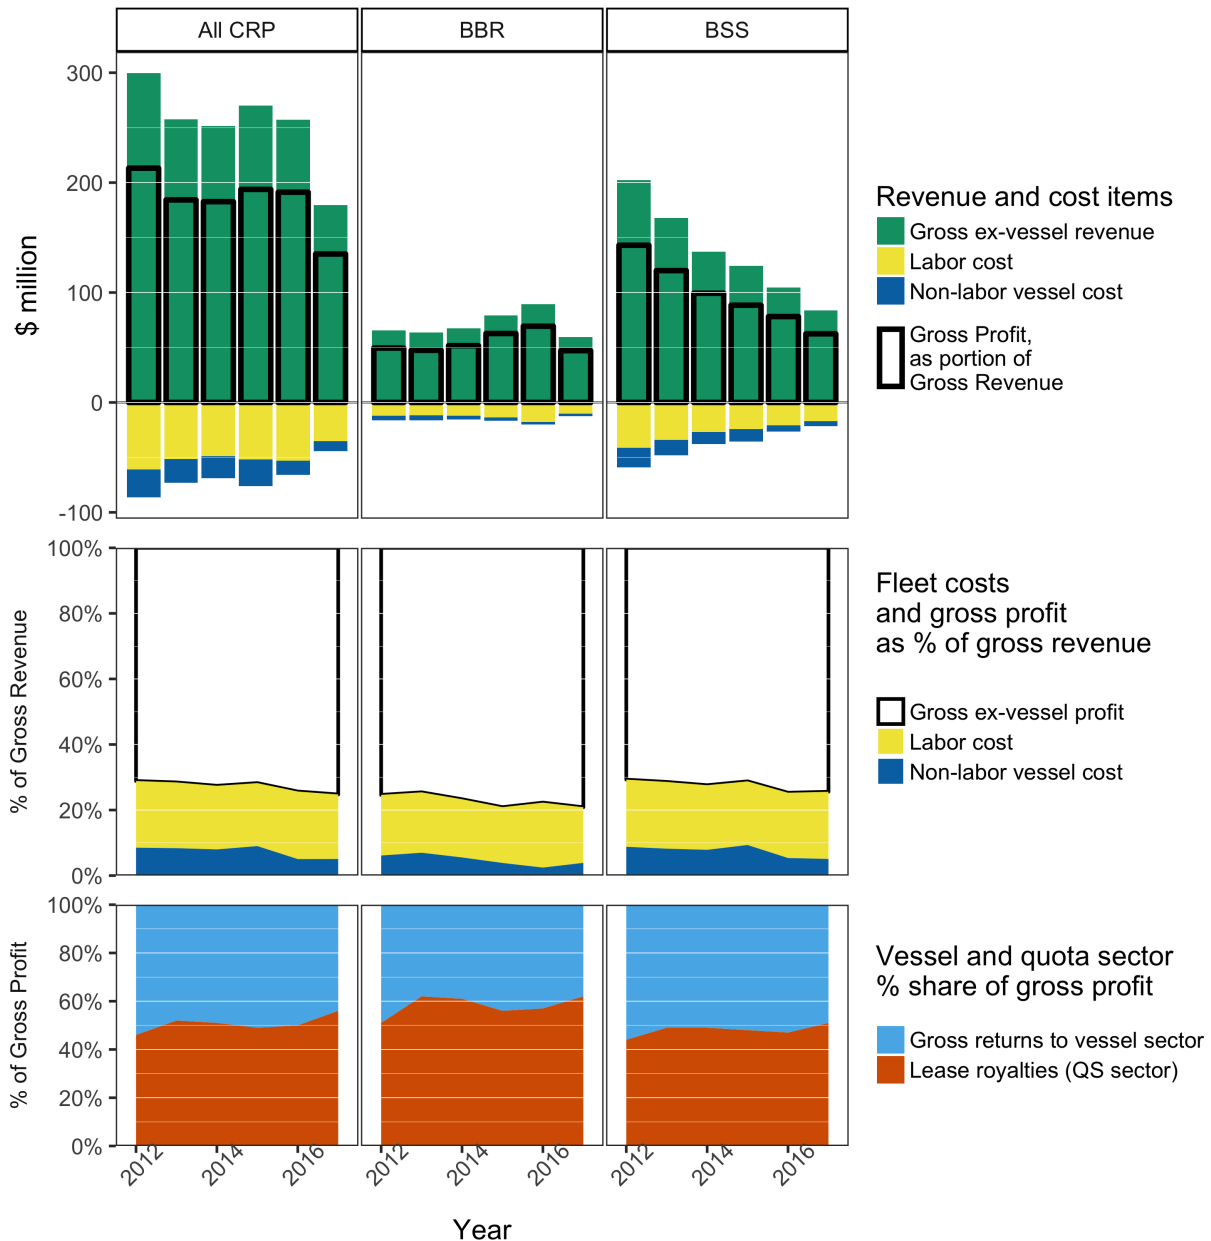 All CRP
BBR
BSS
$ million
300
200
100
0
-100
Revenue and cost items
Gross ex-vessel revenue
Labor cost
Non-labor vessel cost
Gross Profit,
as portion of
Gross Revenue
% of Gross Revenue
100%
80%
60%
40%
20%
0%
Fleet costs
and gross profit
as % of gross revenue
Gross ex-vessel profit
Labor cost
Non-labor vessel cost
% of Gross Profit
100%
80%
60%
40%
20%
0%
Vessel and quota sector
% share of gross profit
Gross returns to vessel sector
Lease royalties (QS sector)
2012
2014
2016
2012
2014
2016
2012
2014
2016
Year